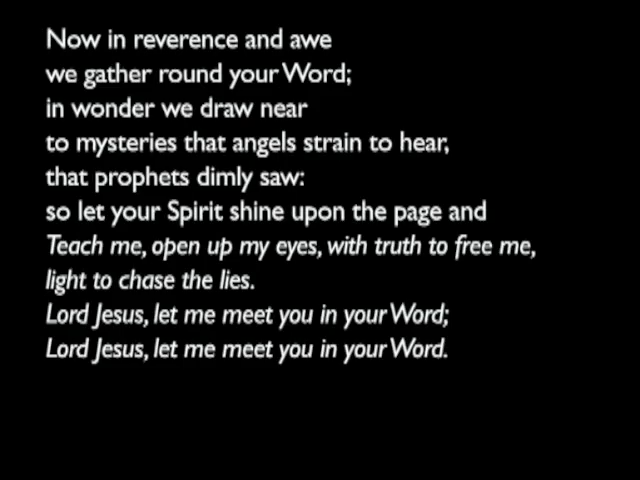 Now in reverence and awe
we gather round your Word;
in wonder we draw near
to mysteries that angels strain to hear,
that prophets dimly saw:
so let your Spirit shine upon the page and
Teach me, open up my eyes, with truth to free me,
light to chase the lies.
Lord Jesus, let me meet you in your Word;
Lord Jesus, let me meet you in your Word.